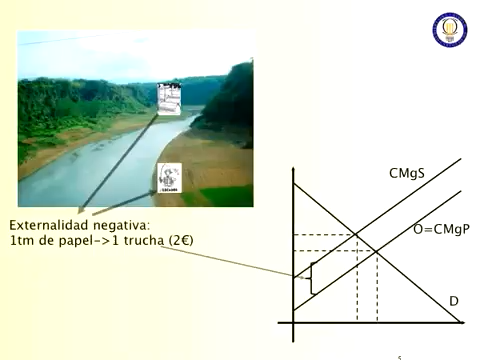 Externalidad negativa:
1tm de papel->1 trucha (2€)
CMgS
O=CMgP
D
5